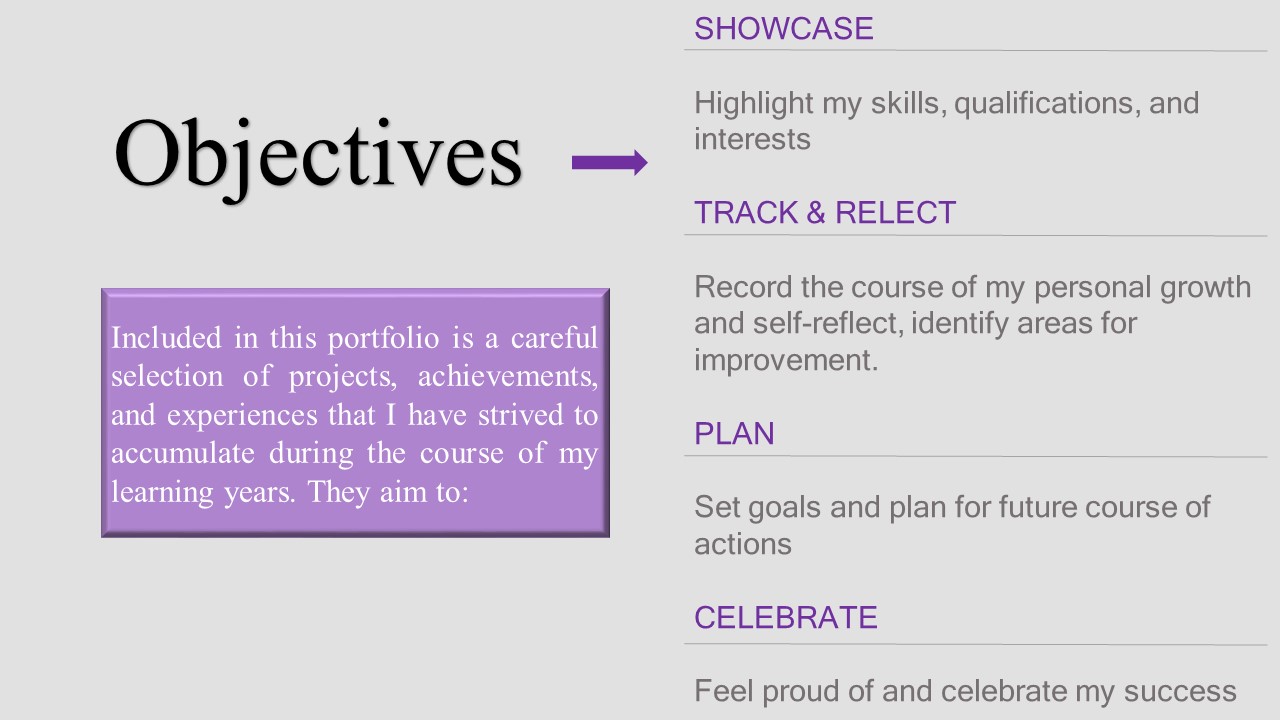 Objectives
Included in this portfolio is a careful
selection of projects, achievements,
and experiences that I have strived to
accumulate during the course of my
learning years. They aim to:
SHOWCASE
Highlight my skills, qualifications, and
interests
TRACK & RELECT
Record the course of my personal growth
and self-reflect, identify areas for
improvement.
PLAN
Set goals and plan for future course of
actions
CELEBRATE
Feel proud of and celebrate my success